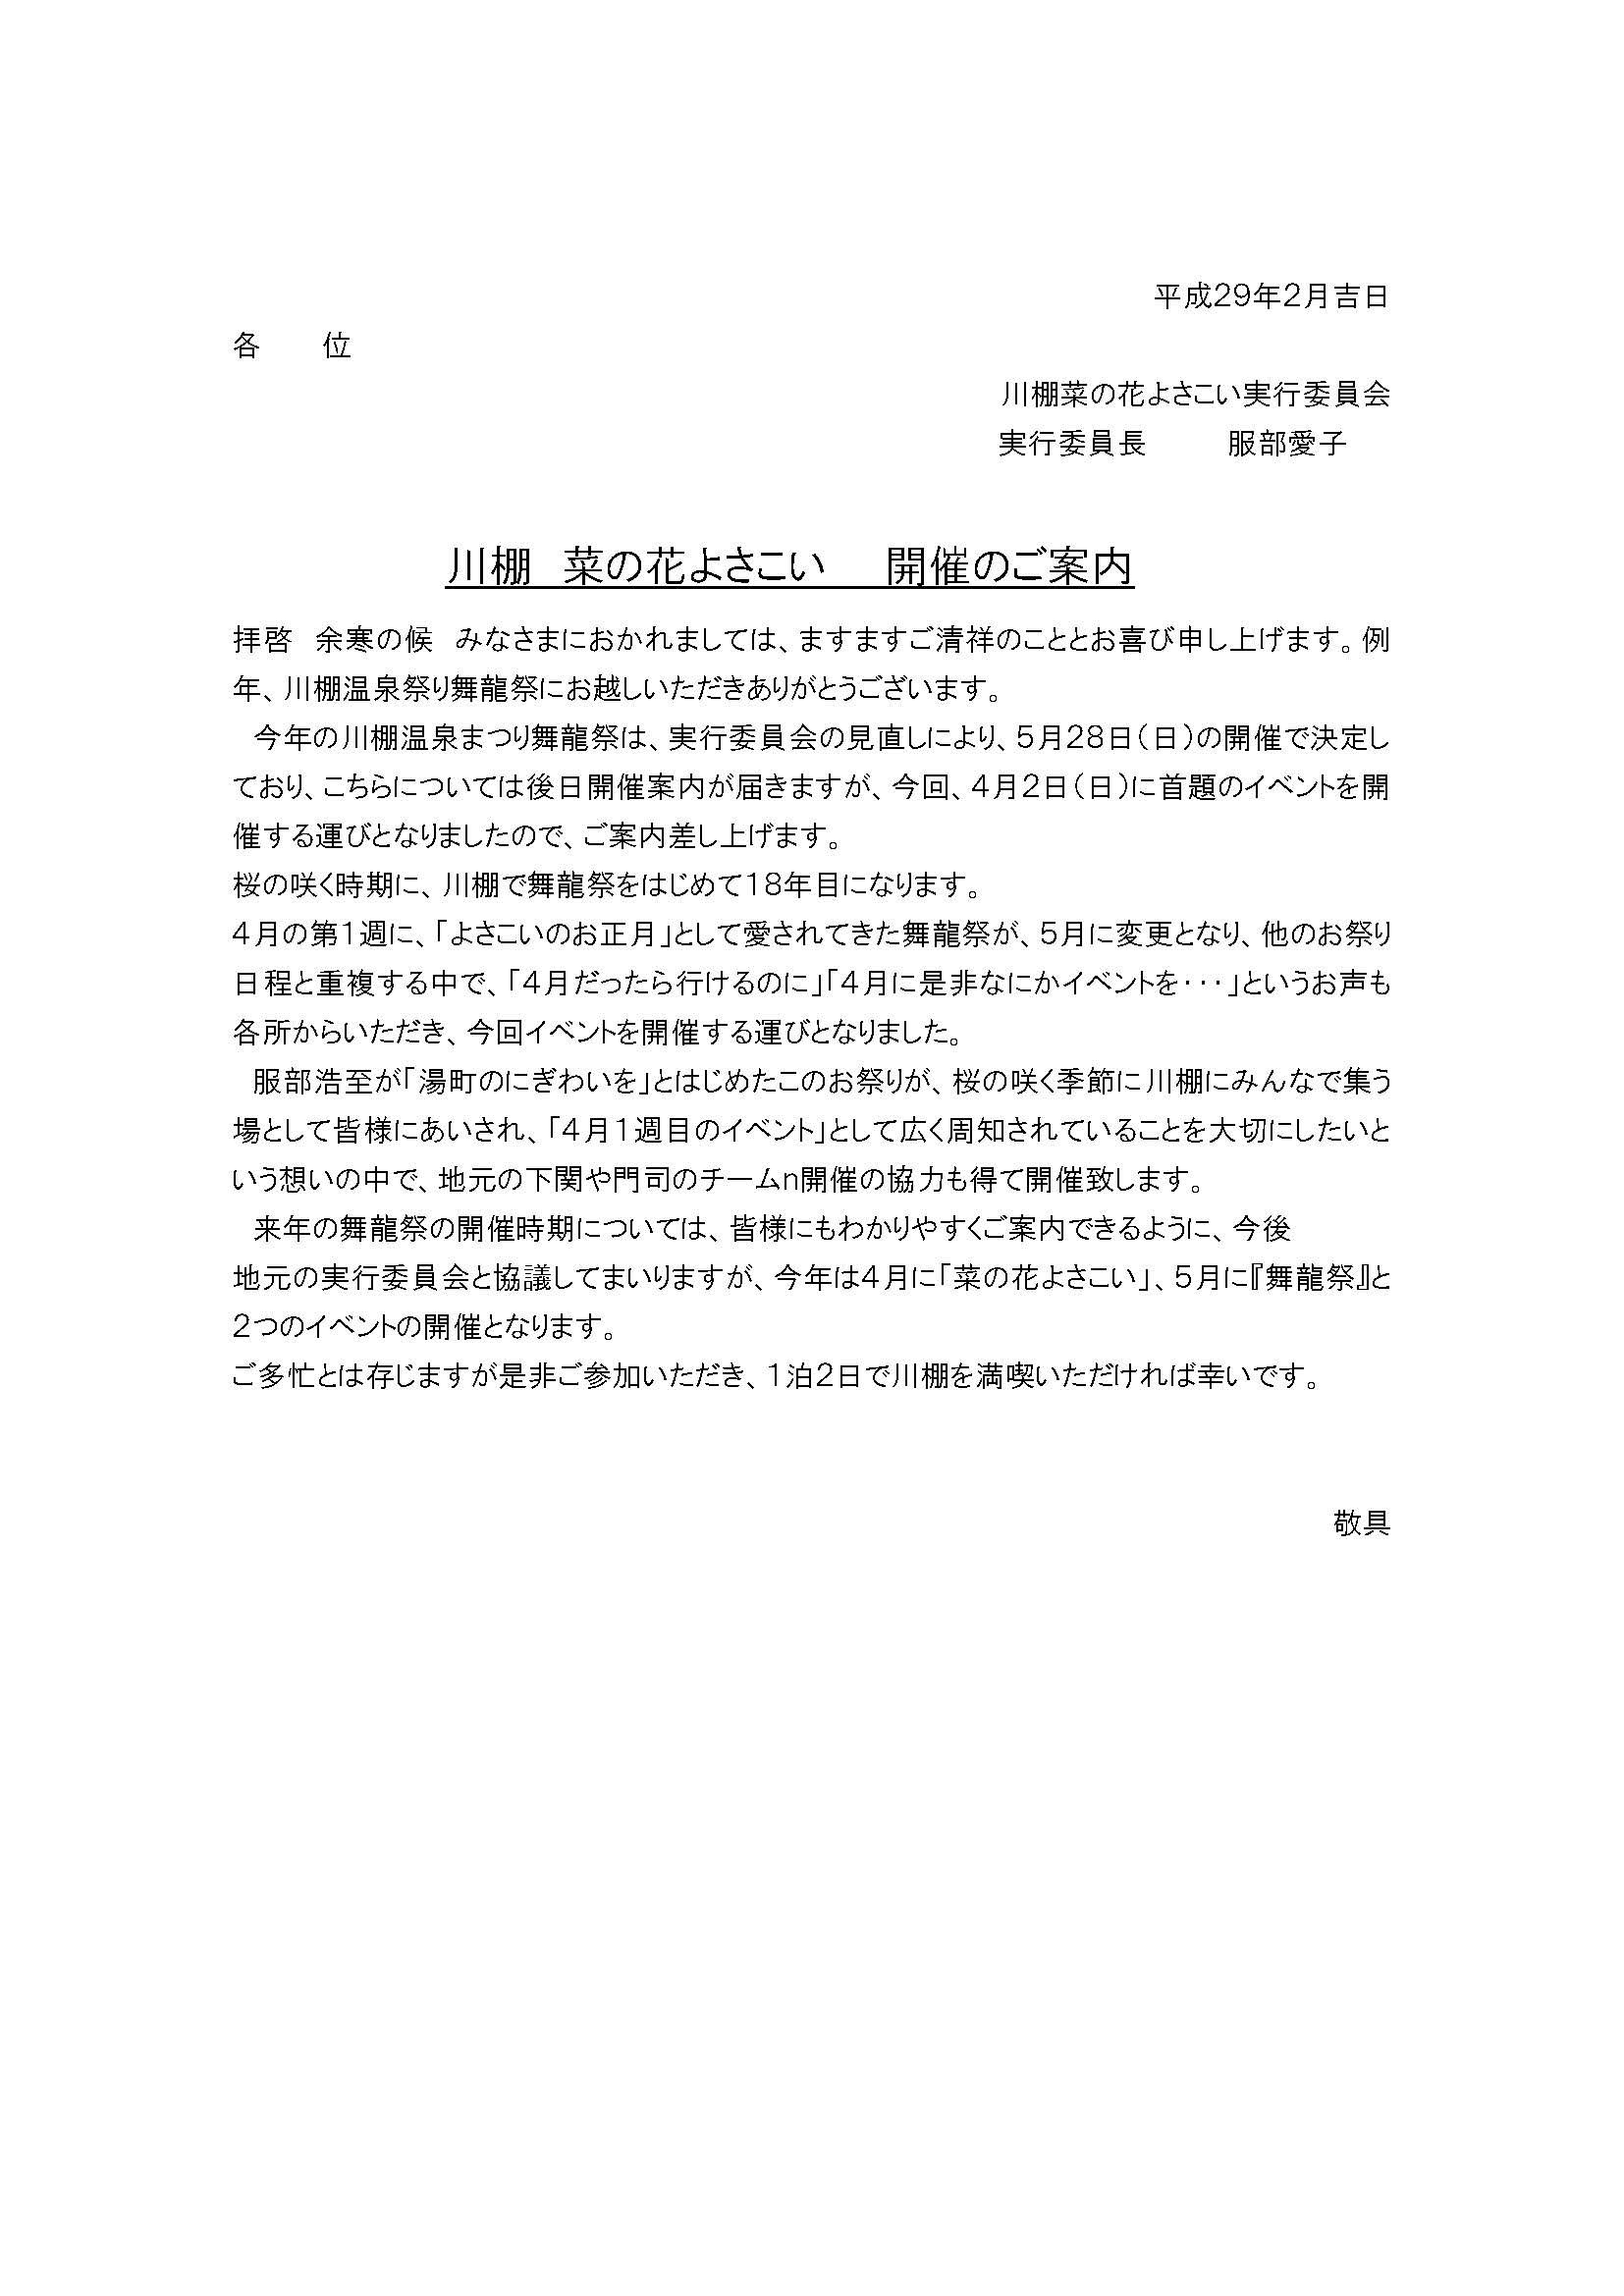 平成29年2月吉日
各　　位
川棚菜の花よさこい実行委員会
実行委員長　　　服部愛子
川棚　菜の花よさこい　　開催のご案内
拝啓　余寒の候　みなさまにおかれましては、ますますご清祥のこととお喜び申し上げます。例
年、川棚温泉祭り舞龍祭にお越しいただきありがとうございます。
　今年の川棚温泉まつり舞龍祭は、実行委員会の見直しにより、5月28日（日）の開催で決定し
ており、こちらについては後日開催案内が届きますが、今回、4月2日（日）に首題のイベントを開
催する運びとなりましたので、ご案内差し上げます。
桜の咲く時期に、川棚で舞龍祭をはじめて18年目になります。
4月の第1週に、「よさこいのお正月」として愛されてきた舞龍祭が、5月に変更となり、他のお祭り
日程と重複する中で、「4月だったら行けるのに」「4月に是非なにかイベントを・・・」というお声も
各所からいただき、今回イベントを開催する運びとなりました。
　服部浩至が「湯町のにぎわいを」とはじめたこのお祭りが、桜の咲く季節に川棚にみんなで集う
場として皆様にあいされ、「4月1週目のイベント」として広く周知されていることを大切にしたいと
いう想いの中で、地元の下関や門司のチームn開催の協力も得て開催致します。
　来年の舞龍祭の開催時期については、皆様にもわかりやすくご案内できるように、今後
地元の実行委員会と協議してまいりますが、今年は4月に「菜の花よさこい」、5月に『舞龍祭』と
2つのイベントの開催となります。
ご多忙とは存じますが是非ご参加いただき、1泊2日で川棚を満喫いただければ幸いです。
敬具